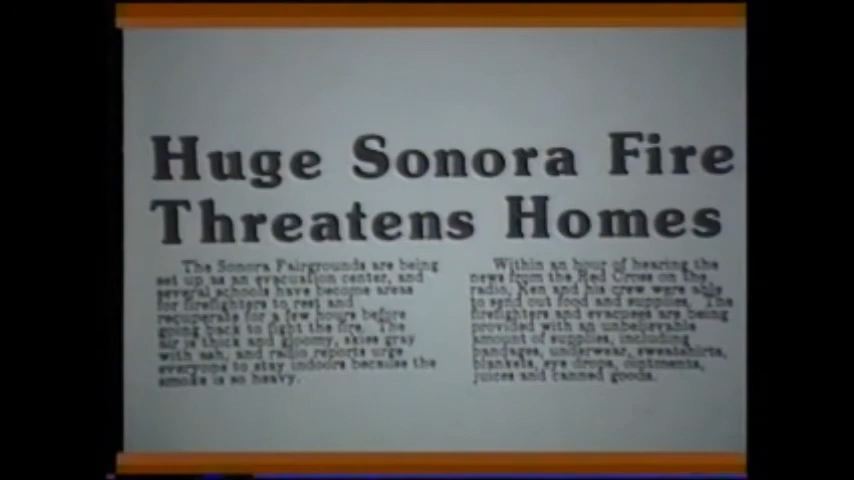 Huge Sonora Fire
Threatens Homes
The Sonora Fairgrounds are being
set up as an evacuation center, and
several schools have become areas
for firefighters to rest and
recuperate for a few hours before
going back to fight the fire. The
air is thick and gloomy, skies gray
with ash, and radio reports urge
everyone to stay indoors because the
smoke is so heavy.
Within an hour of hearing the
news from the Red Cross on the
radio, Ken and his crew were able
to send out food and supplies. The
firefighters and evacees are being
provided with an unbelievable
amount of supplies, including
bandages, underwear, sweatshirts,
blankets, eye drops, ointments,
juices and canned goods.